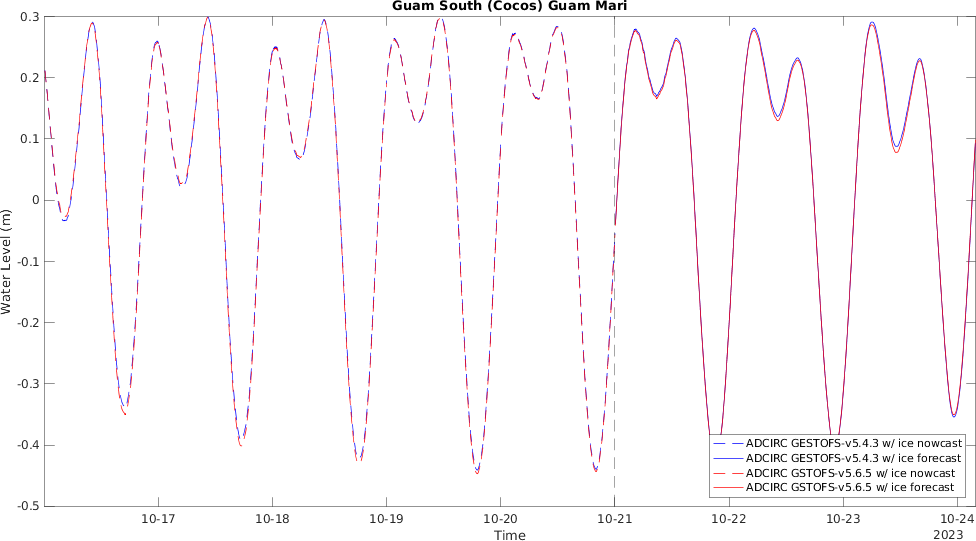 Guam South (Cocos) Guam Mari
0.3
0.2
0.1
0
-0.1
-0.2
-0.3
-0.4
-0.5
Water Level (m)
ADCIRC GESTOFS-v5.4.3 w/ ice nowcast
ADCIRC GESTOFS-v5.4.3 w/ ice forecast
ADCIRC GSTOFS-v5.6.5 w/ ice nowcast
ADCIRC GSTOFS-v5.6.5 w/ ice forecast
10-17 10-18 10-19 10-20 10-21 10-22 10-23 10-24
Time
2023